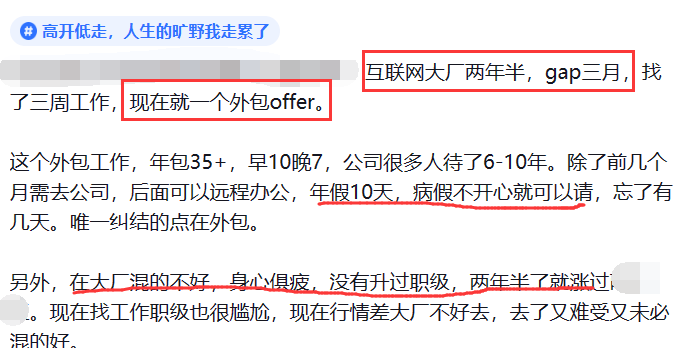 # 高开低走，人生的旷野我走累了
互联网大厂两年半，gap三月，找
了三周工作，现在就一个外包offer。
这个外包工作，年包35+，早10晚7，公司很多人待了6-10年。除了前几个
月需去公司，后面可以远程办公，年假10天，病假不开心就可以请，忘了有
几天。唯一纠结的点在外包。
另外，在大厂混的不好，身心俱疲，没有升过职级，两年半了就涨过
。现在找工作职级也很尴尬，现在行情差大厂不好去，去了又难受又未必
混的好。